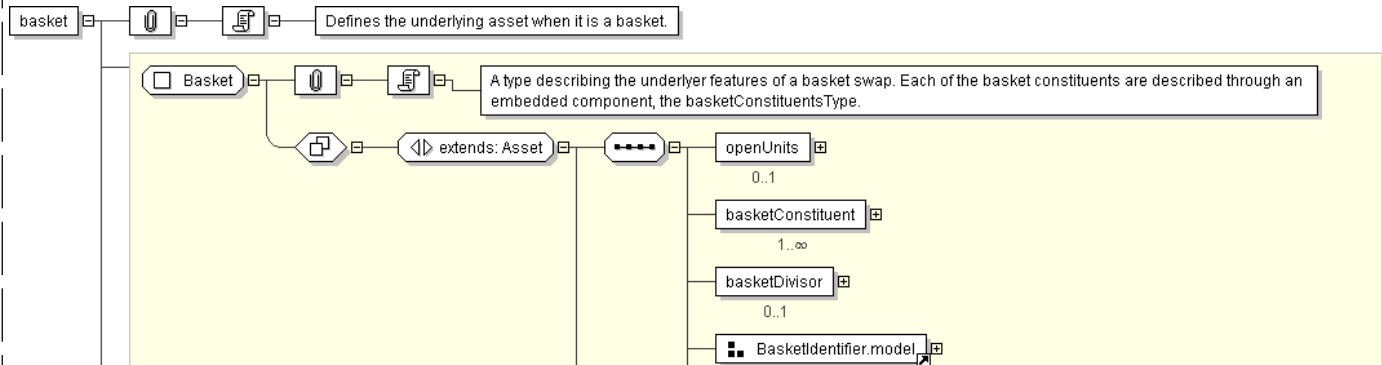 basket
Defines the underlying asset when it is a basket.
Basket
A type describing the underlyer features of a basket swap. Each of the basket constituents are described through an
embedded component, the basketConstituentsType.
extends: Asset
openUnits
0..1
basketConstituent
1..∞
basketDivisor
0..1
BasketIdentifier.model